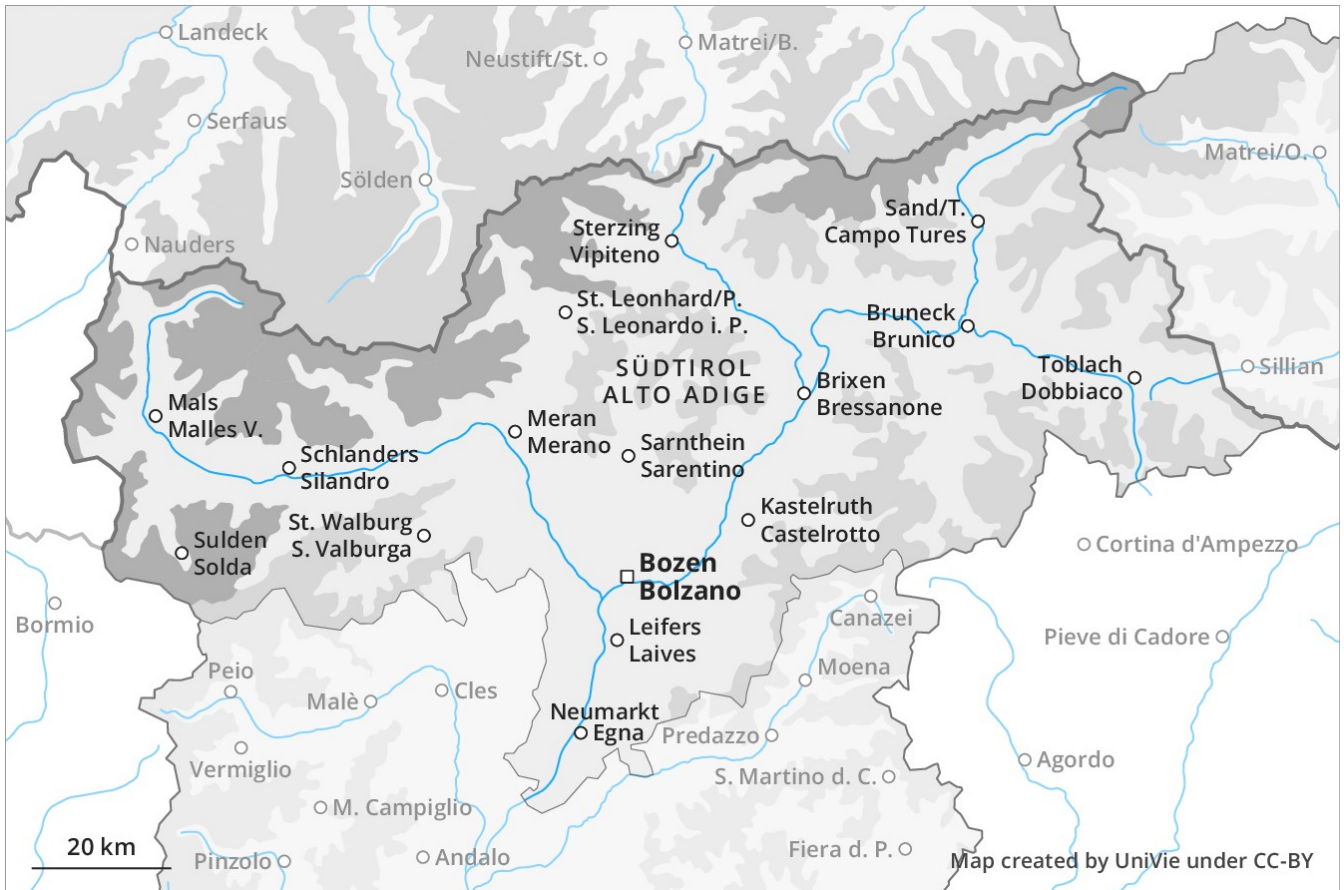 Landeck
Neustift/St.
Matrei/B.
Serfaus
Matrei/O.
Sölden
Sand/T.
Campo Tures
Sterzing
Vipiteno
Nauders
St. Leonhard/P.
S. Leonardo i. P.
Bruneck
Brunico
SÜDTIROL
ALTO ADIGE
Toblach
Dobbiaco
Sillian
Brixen
Bressanone
Mals
Malles V.
Meran
Merano
Sarnthein
Sarentino
Schlanders
Silandro
Kastelruth
Castelrotto
St. Walburg
S. Valburga
Sulden
Solda
Cortina d'Ampezzo
Bozen
Bolzano
Bormio
Canazei
Leifers
Laives
Pieve di Cadore
Peio
Moena
Malè
Cles
Neumarkt
Egna
Predazzo
Vermiglio
Agordo
S. Martino d. C.
M. Campiglio
20 km
Pinzolo
Andalo
Fiera d. P.
Map created by UniVie under CC-BY